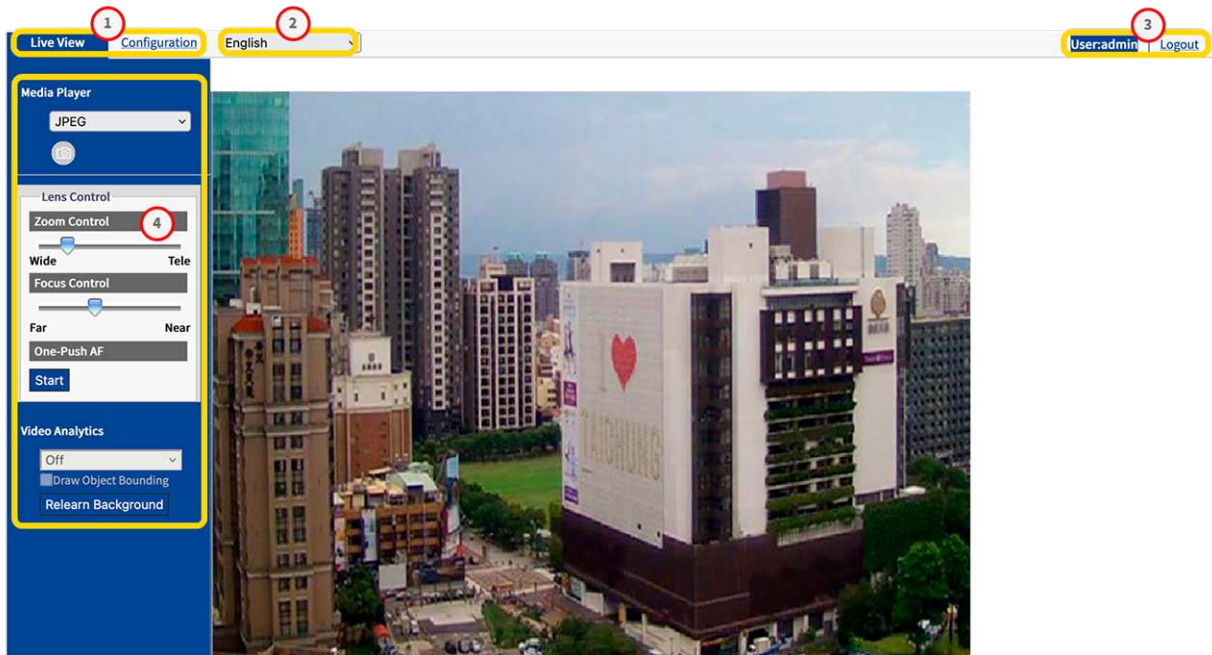 1
2
3
Live View Configuration English User:admin | Logout
Media Player
JPEG
Lens Control
Zoom Control
4
Wide Tele
Focus Control
Far Near
One-Push AF
Start
Video Analytics
Off
Draw Object Bounding
Relearn Background
I
TAICHUNG